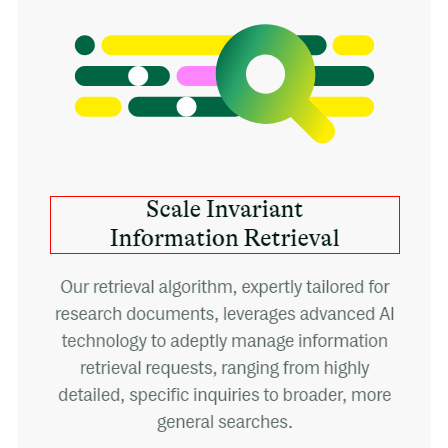 Scale Invariant
Information Retrieval
Our retrieval algorithm, expertly tailored for
research documents, leverages advanced AI
technology to adeptly manage information
retrieval requests, ranging from highly
detailed, specific inquiries to broader, more
general searches.